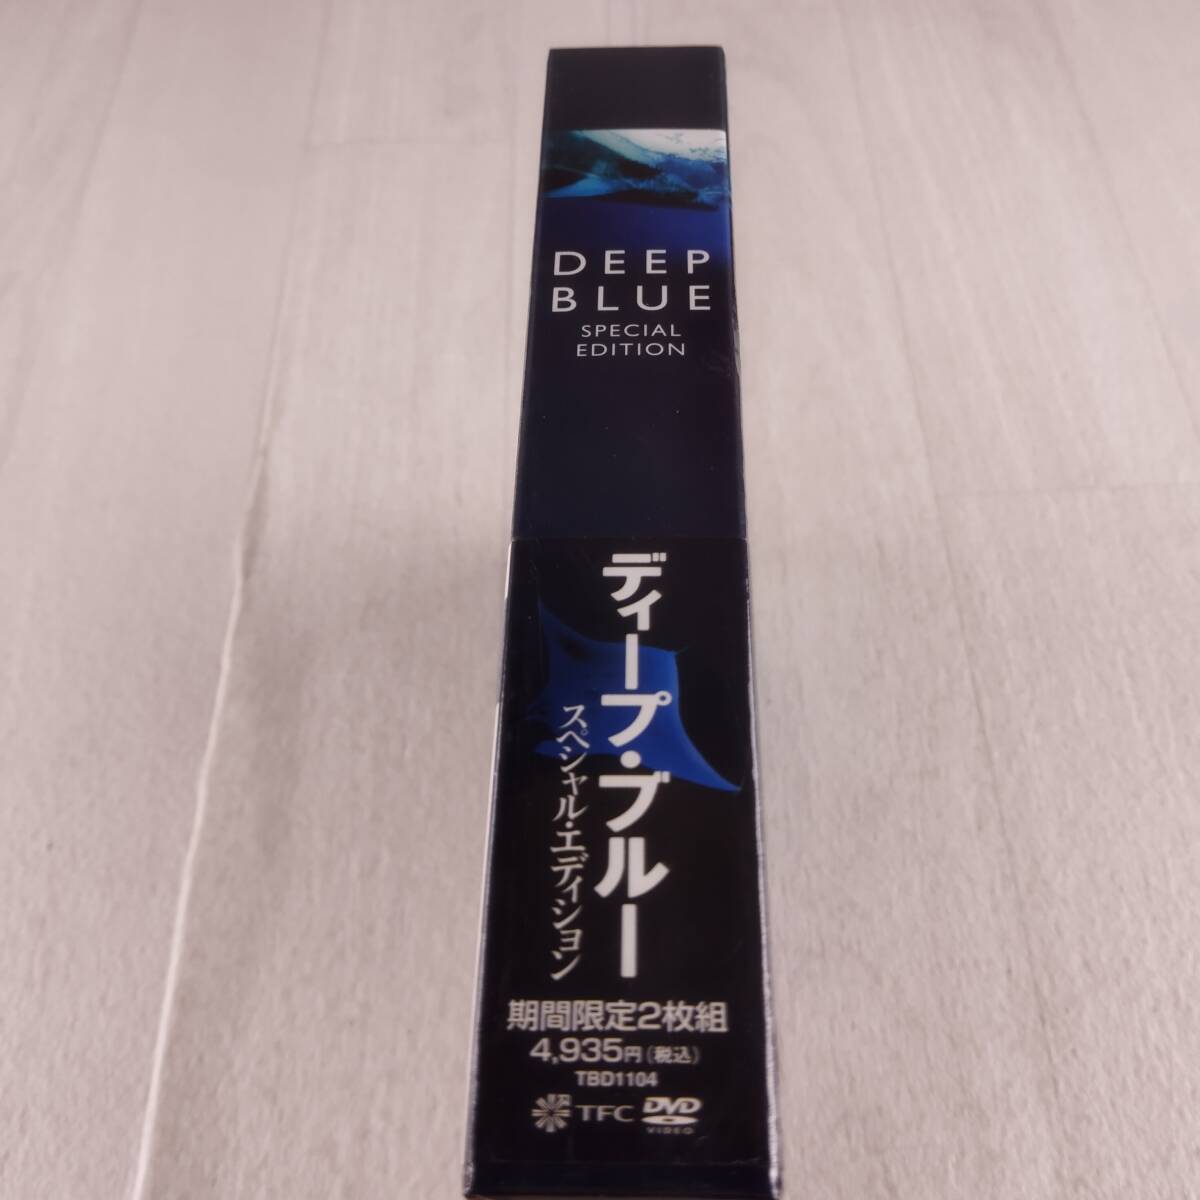 DEEP
BLUE
SPECIAL
EDITION
ディープ・ブルー
スペシャル・エディション
期間限定2枚組
4,935円(税込)
TBD1104
TFC DVD
VIDEO